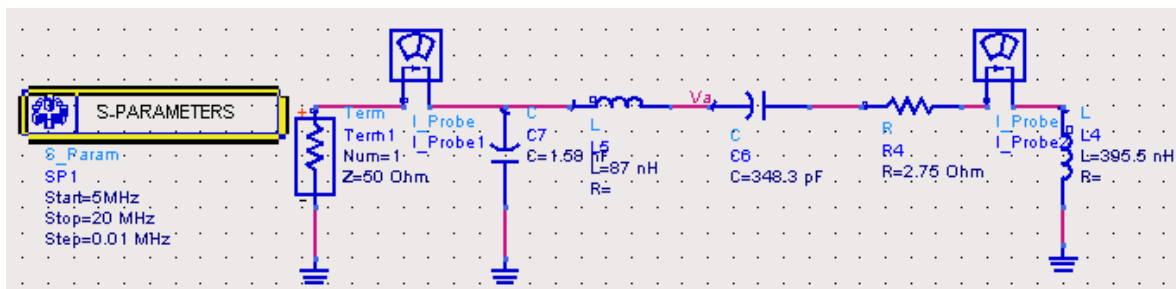 S-PARAMETERS
S_Param
SP1
Start=5MHz
Stop=20 MHz
Step=0.01 MHz
+
Term
Term1
Num=1
Z=50 Ohm
-
I_Probe
I_Probe1
C
C7
C=1.58 nF
L
L5
L=87 nH
R=
Va
C
C6
C=348.3 pF
R
R4
R=2.75 Ohm
I_Probe
I_Probe2
L
L4
L=395.5 nH
R=